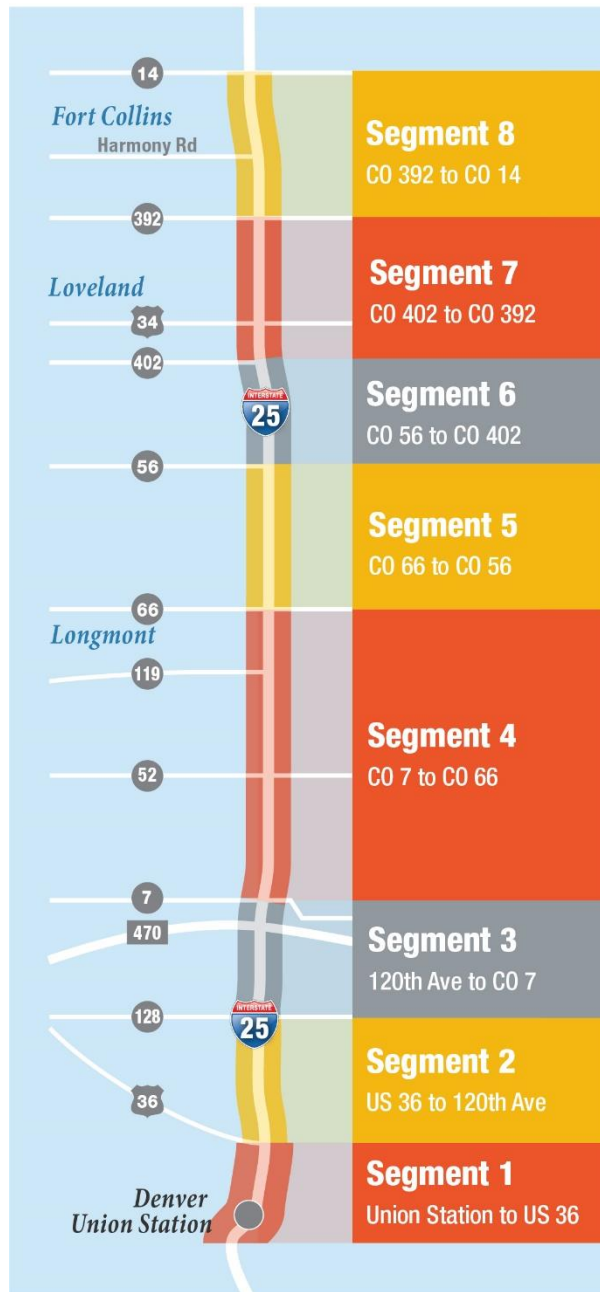 14
Fort Collins
Harmony Rd
Segment 8
CO 392 to CO 14
392
Loveland
34
402
Segment 7
CO 402 to CO 392
INTERSTATE
25
Segment 6
CO 56 to CO 402
56
Segment 5
CO 66 to CO 56
66
Longmont
119
52
Segment 4
CO 7 to CO 66
7
470
Segment 3
120th Ave to CO 7
128
INTERSTATE
25
Segment 2
US 36 to 120th Ave
36
Denver
Union Station
Segment 1
Union Station to US 36